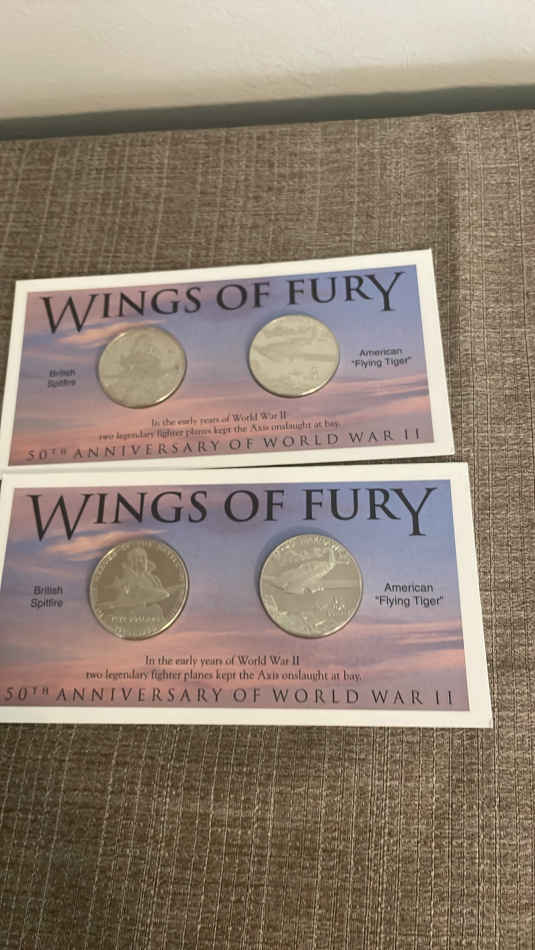 WINGS OF FURY
British
Spitfire
American
"Flying Tiger"
In the early years of World War II
two legendary fighter planes kept the Axis onslaught at bay.
50TH ANNIVERSARY OF WORLD WAR II
WINGS OF FURY
British
Spitfire
American
"Flying Tiger"
In the early years of World War II
two legendary fighter planes kept the Axis onslaught at bay.
50TH ANNIVERSARY OF WORLD WAR II